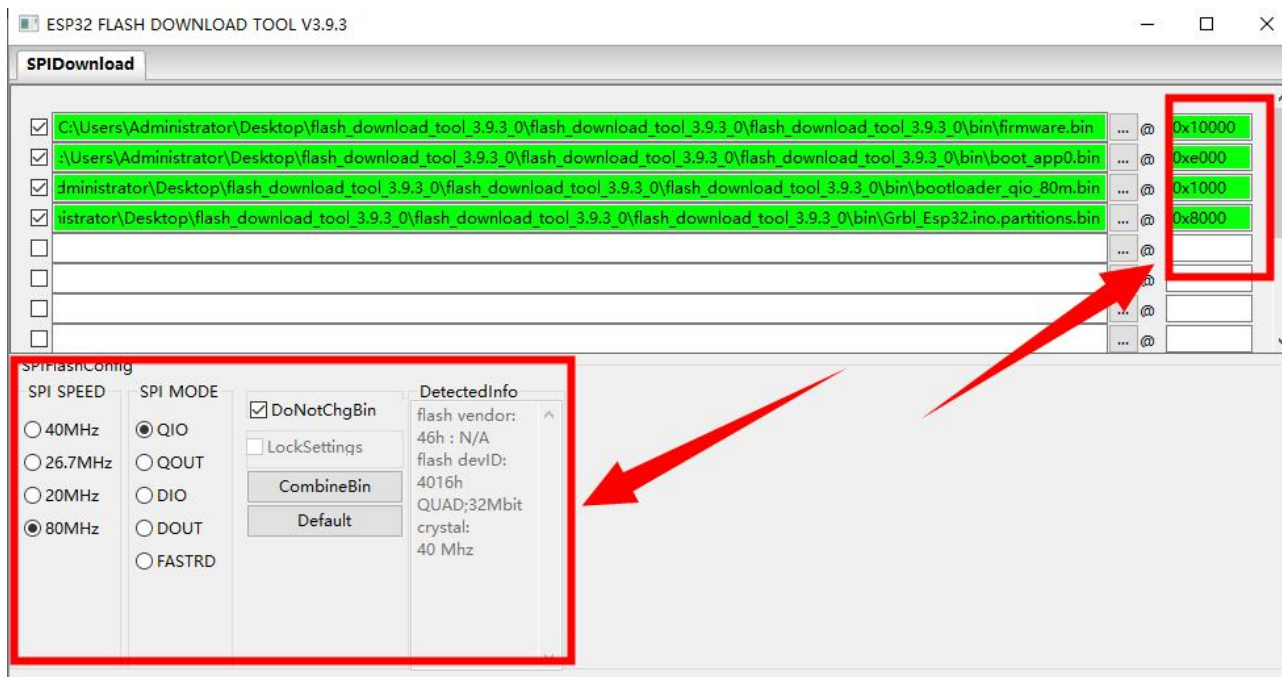 ESP32 FLASH DOWNLOAD TOOL V3.9.3
SPIDownload
C:\Users\Administrator\Desktop\flash_download_tool_3.9.3_0\flash_download_tool_3.9.3_0\flash_download_tool_3.9.3_0\bin\firmware.bin ... @ 0x10000
:\Users\Administrator\Desktop\flash_download_tool_3.9.3_0\flash_download_tool_3.9.3_0\flash_download_tool_3.9.3_0\bin\boot_app0.bin ... @ 0xe000
dministrator\Desktop\flash_download_tool_3.9.3_0\flash_download_tool_3.9.3_0\flash_download_tool_3.9.3_0\bin\bootloader_qio_80m.bin ... @ 0x1000
istrator\Desktop\flash_download_tool_3.9.3_0\flash_download_tool_3.9.3_0\flash_download_tool_3.9.3_0\bin\Grbl_Esp32.ino.partitions.bin ... @ 0x8000
... @
@
... @
... @
SPIFlashConfig
SPI SPEED
40MHz
26.7MHz
20MHz
80MHz
SPI MODE
QIO
QOUT
DIO
DOUT
FASTRD
DoNotChgBin
LockSettings
CombineBin
Default
DetectedInfo
flash vendor:
46h : N/A
flash devID:
4016h
QUAD;32Mbit
crystal:
40 Mhz